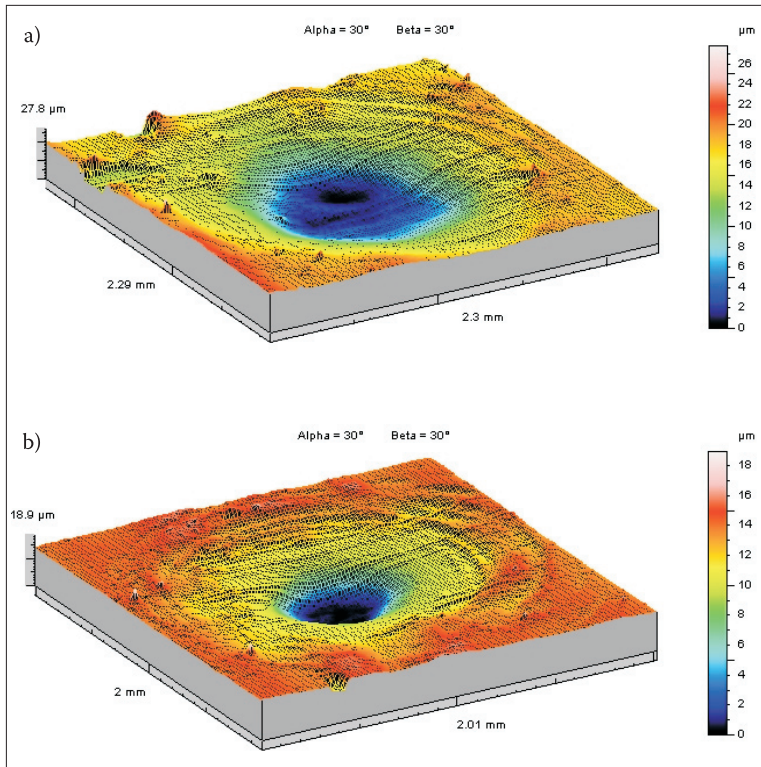 a)
Alpha = 30° Beta = 30°
µm
27.8 µm
26
24
22
20
18
16
14
12
10
8
6
4
2
0
2.29 mm
2.3 mm
b)
Alpha = 30° Beta = 30°
µm
18.9 µm
18
16
14
12
10
8
6
4
2
0
2 mm
2.01 mm